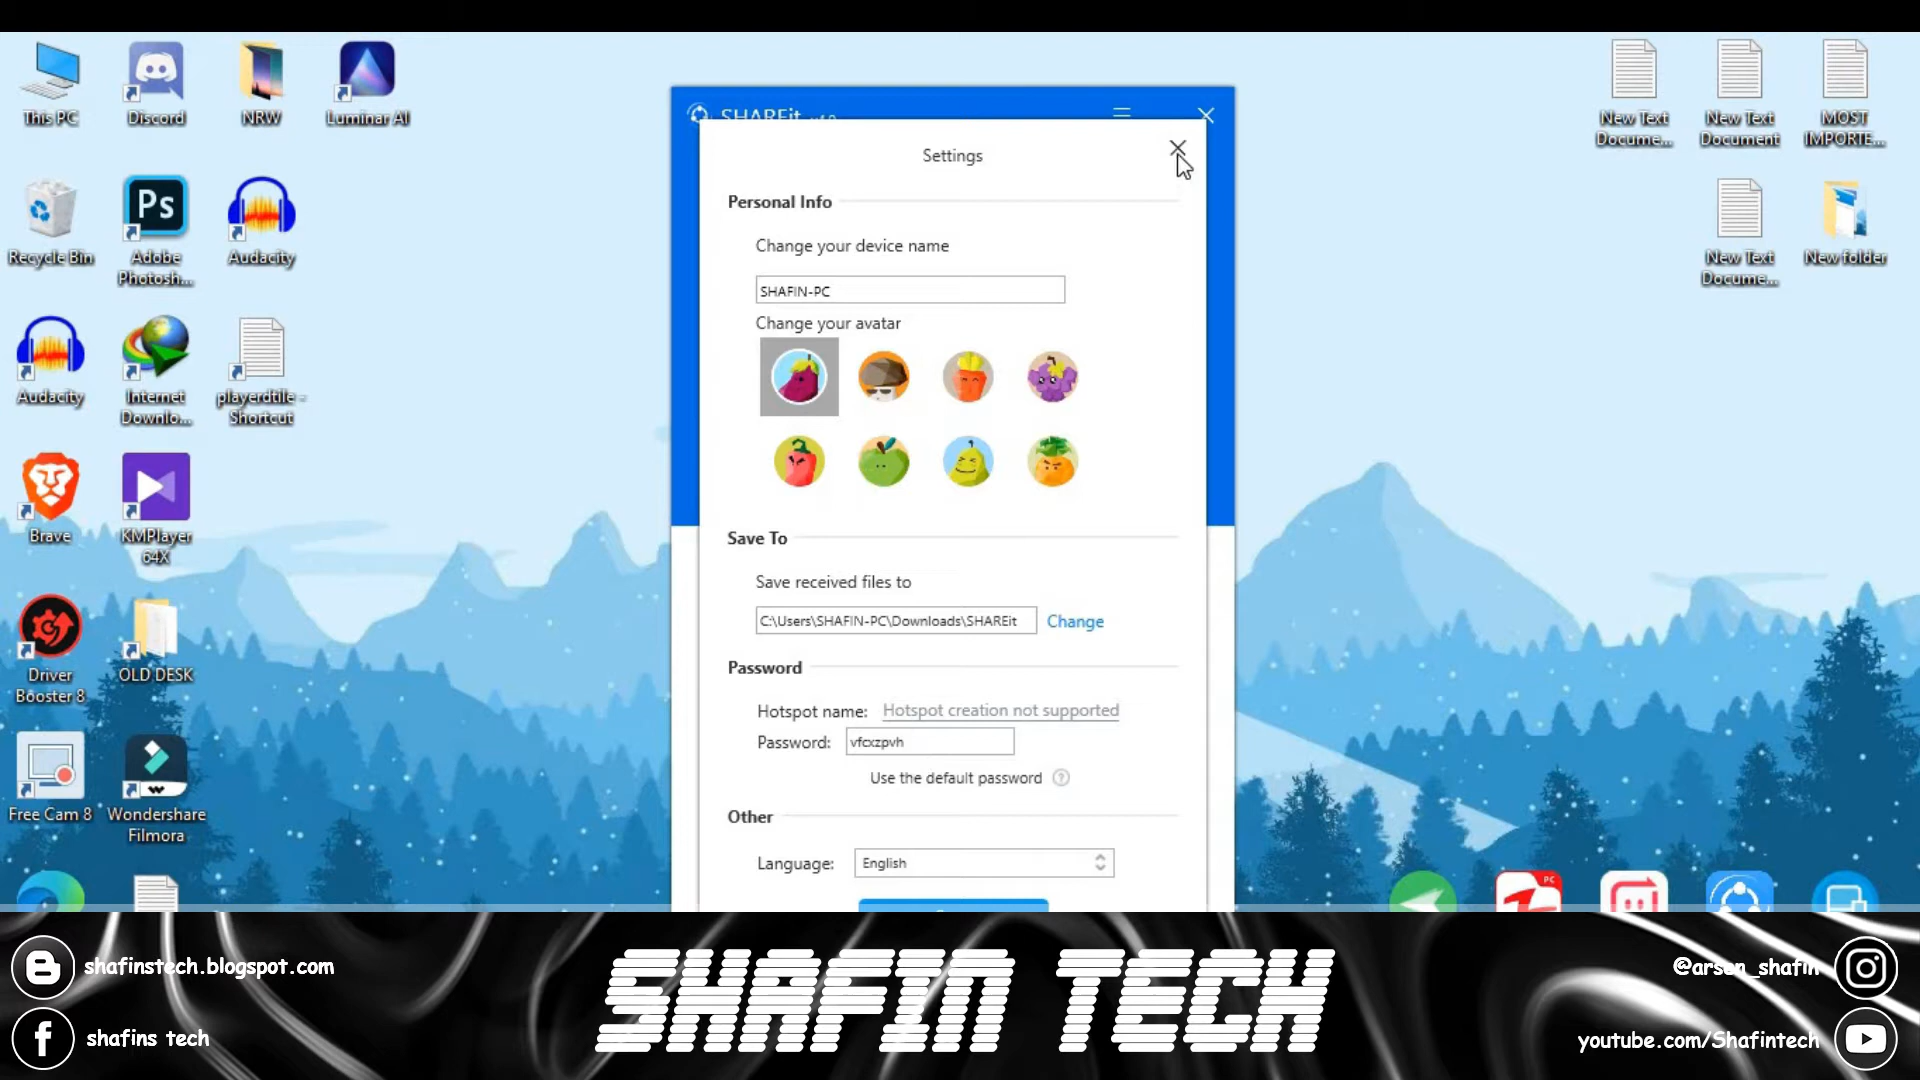 This PC
Discord
NRW
Luminar AI
New Text
Docume...
New Text
Document
MOST
IMPORTE...
Recycle Bin
Ps
Adobe
Photosh...
Audacity
New Text
Docume...
New folder
Audacity
Internet
Downlo...
playerdtile -
Shortcut
Brave
KMPlayer
64X
Driver
Booster 8
OLD DESK
Free Cam 8
Wondershare
Filmora
SHAREit
Settings
Personal Info
Change your device name
SHAFIN-PC
Change your avatar
Save To
Save received files to
C:\Users\SHAFIN-PC\Downloads\SHAREit
Change
Password
Hotspot name: Hotspot creation not supported
Password: vfcxzpvh
Use the default password ?
Other
Language: English
PC
shafinstech.blogspot.com
shafins tech
SHAFIN TECH
@arsen_shafin
youtube.com/Shafintech